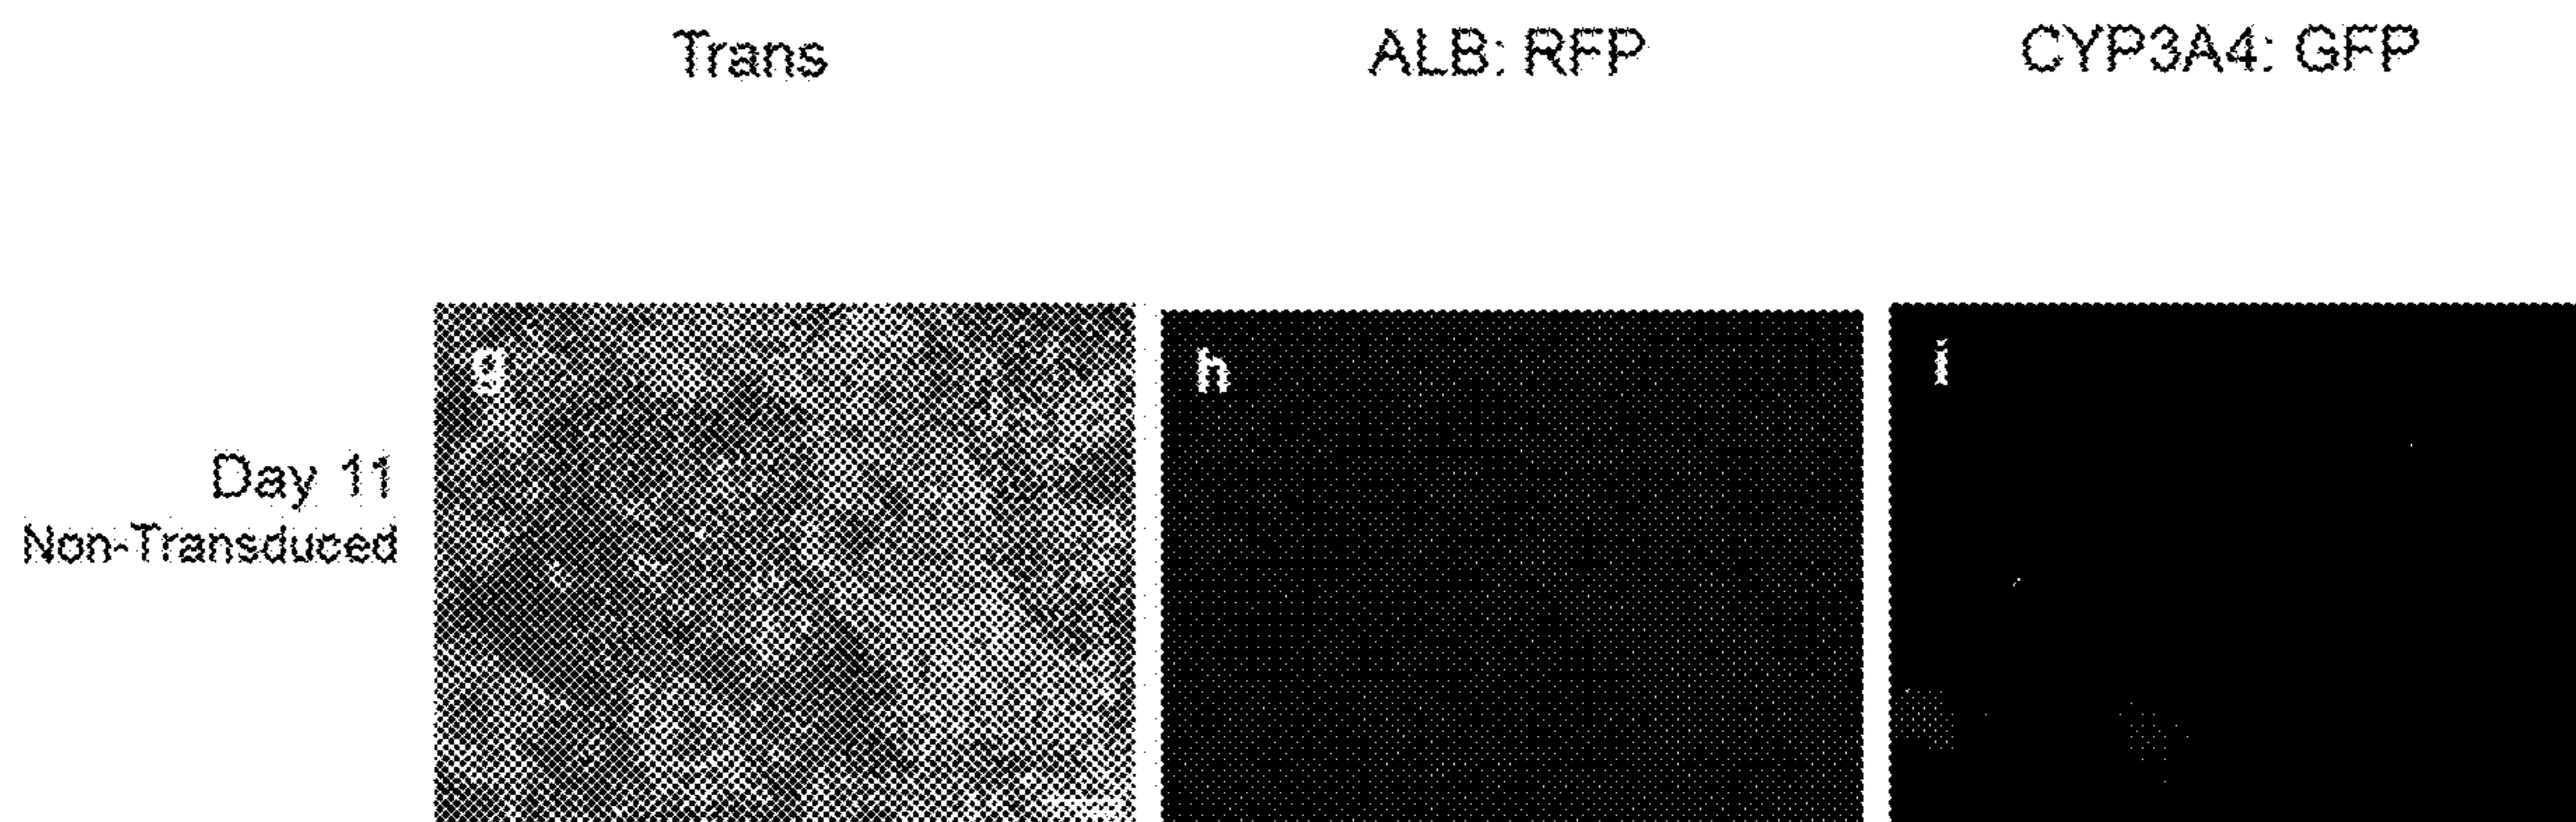 Trans ALB: RFP CYP3A4: GFP
g h i
Day 11
Non-Transduced